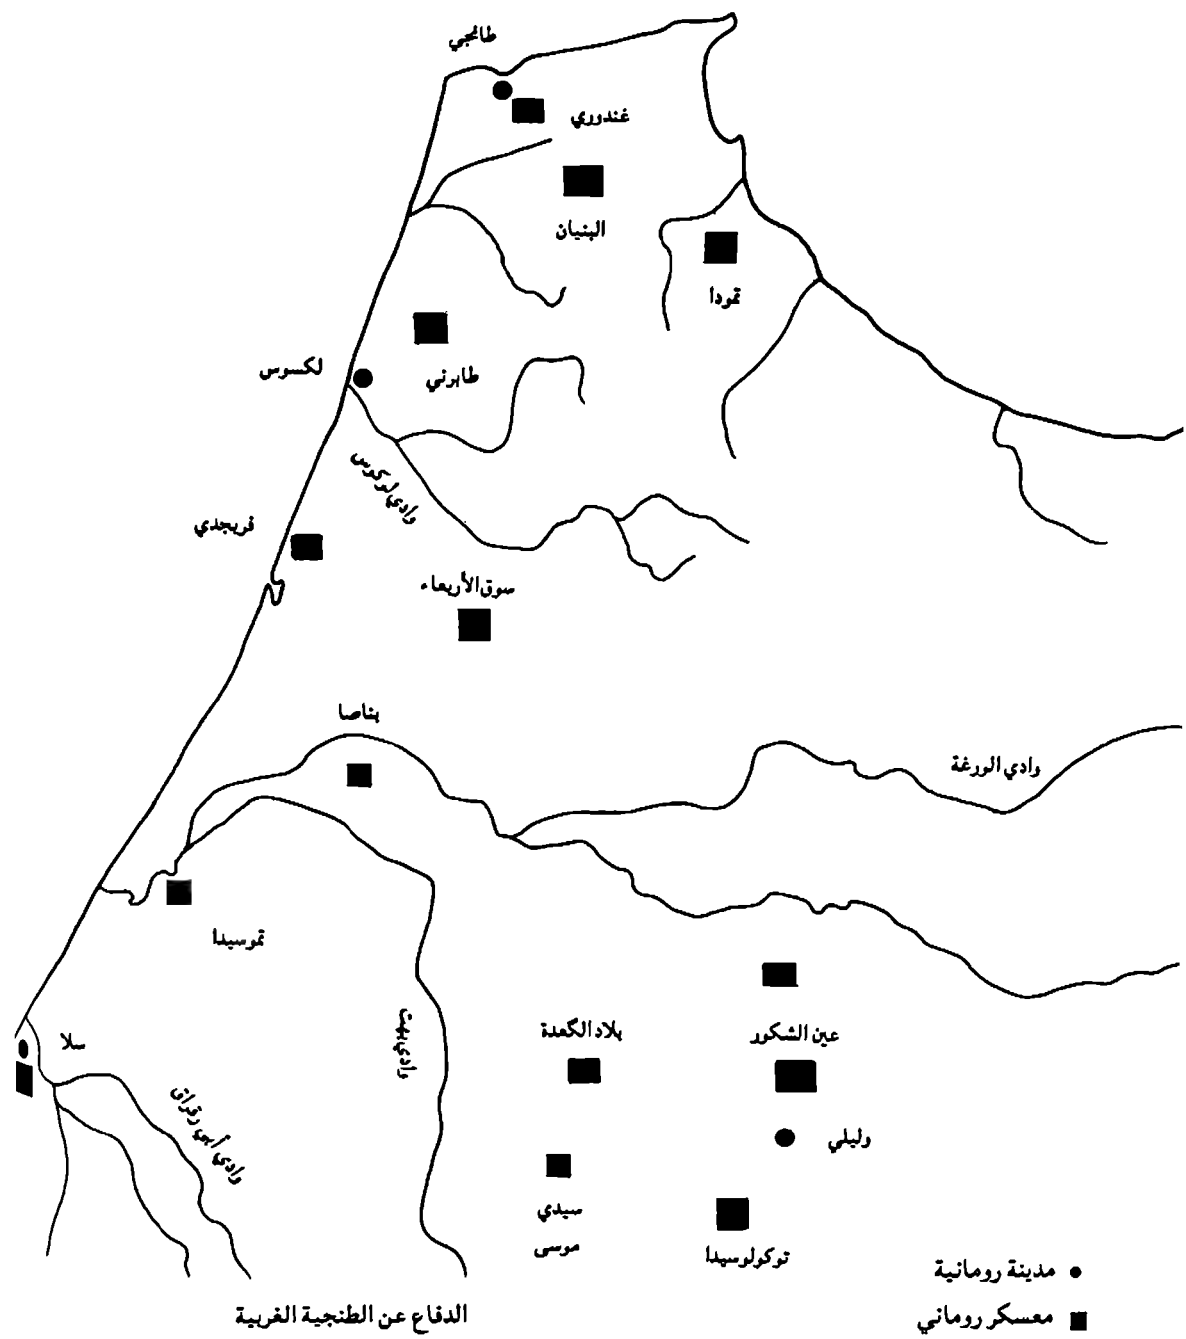 طانجي
غندوري
البنيان
تمودا
طابرني
لكسوس
وادي لوكوس
فريجدي
سوق الأربعاء
بناصا
وادي الورغة
تموسيدا
وادي بهت
سلا
وادي أبي رقراق
بلاد الگعدة
عين الشكور
وليلي
سيدي
موسى
توكولوسيدا
مدينة رومانية
معسكر روماني
الدفاع عن الطنجية الغربية